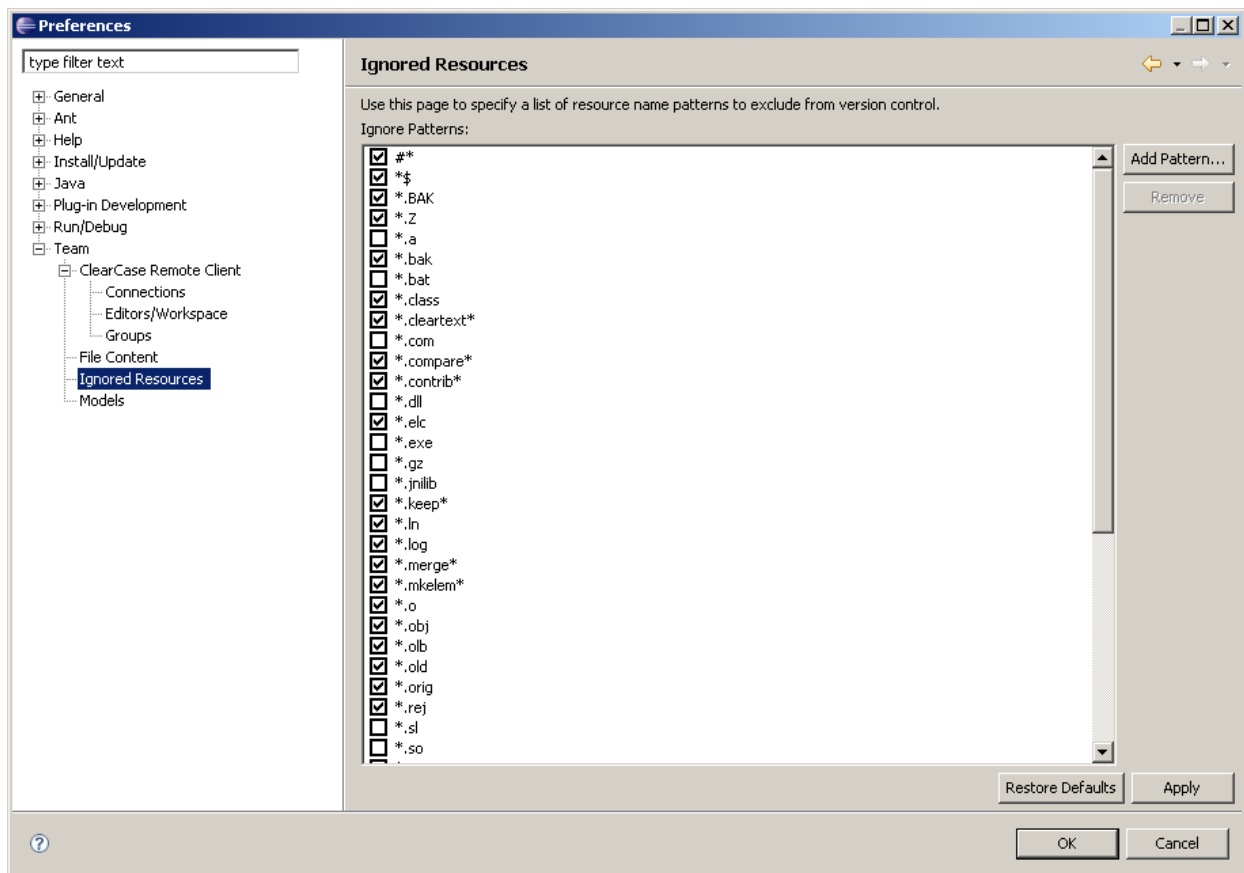 Preferences
type filter text
General
Ant
Help
Install/Update
Java
Plug-in Development
Run/Debug
Team
ClearCase Remote Client
Connections
Editors/Workspace
Groups
File Content
Ignored Resources
Models
Ignored Resources
Use this page to specify a list of resource name patterns to exclude from version control.
Ignore Patterns:
#*
*$
*.BAK
*.Z
*.a
*.bak
*.bat
*.class
*.cleartext*
*.com
*.compare*
*.contrib*
*.dll
*.elc
*.exe
*.gz
*.jnilib
*.keep*
*.ln
*.log
*.merge*
*.mkelem*
*.o
*.obj
*.olb
*.old
*.orig
*.rej
*.sl
*.so
Add Pattern...
Remove
Restore Defaults
Apply
OK
Cancel